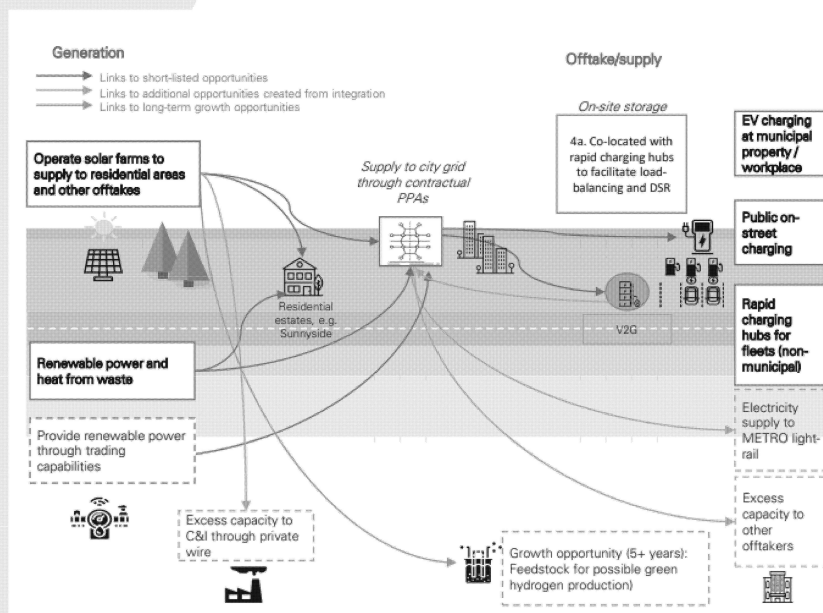 Generation
Links to short-listed opportunities
Links to additional opportunities created from integration
Links to long-term growth opportunities
Offtake/supply
On-site storage
4a. Co-located with
rapid charging hubs
to facilitate load-
balancing and DSR
EV charging
at municipal
property /
workplace
Operate solar farms to
supply to residential areas
and other offtakes
Supply to city grid
through contractual
PPAs
Public on-
street
charging
Residential
estates, e.g.
Sunnyside
V2G
Rapid
charging
hubs for
fleets (non-
municipal)
Renewable power and
heat from waste
Provide renewable power
through trading
capabilities
Electricity
supply to
METRO light-
rail
Excess capacity to
C&I through private
wire
Excess
capacity to
other
offtakers
Growth opportunity (5+ years):
Feedstock for possible green
hydrogen production)